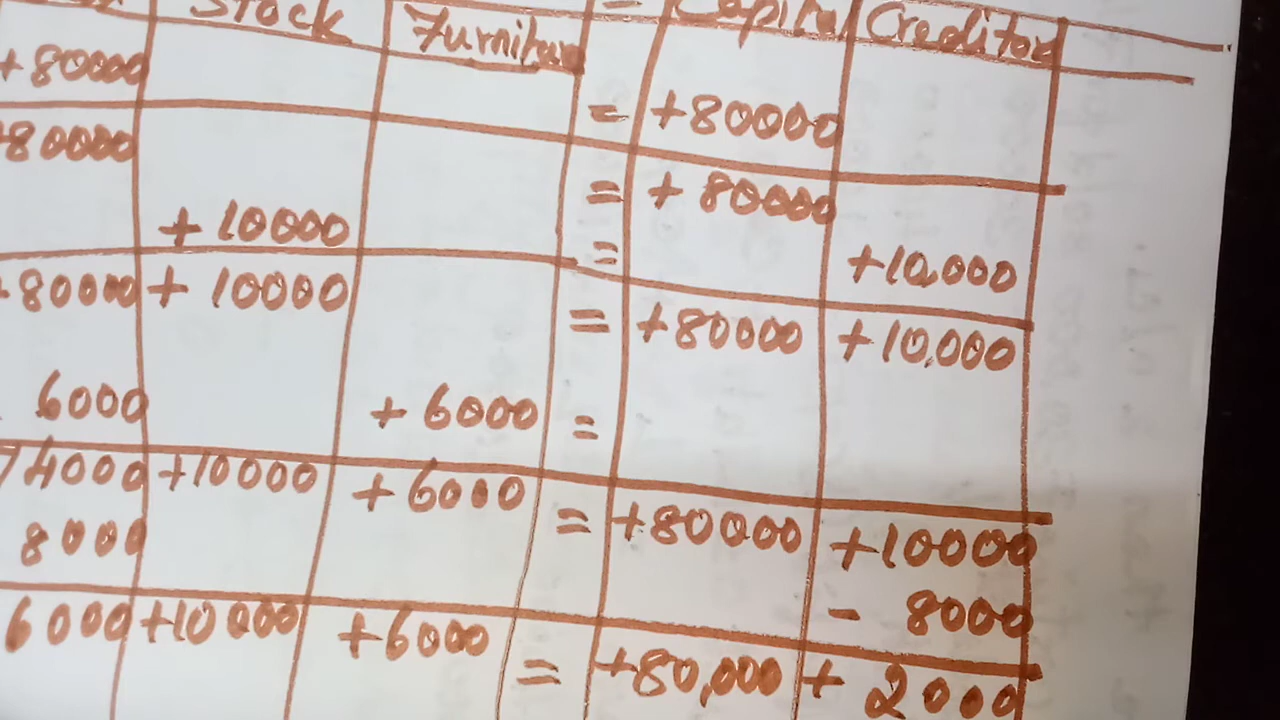 Stock Furniture = Capital Creditors
+80000 = +80000
+80000 = + 80000
+ 10000 = +10,000
+80000 + 10000 = +80000 +10,000
6000 + 6000 =
74000 +10000 + 6000 = +80000 +10000
8000 - 8000
6000 +10000 +6000 = +80,000 + 2000